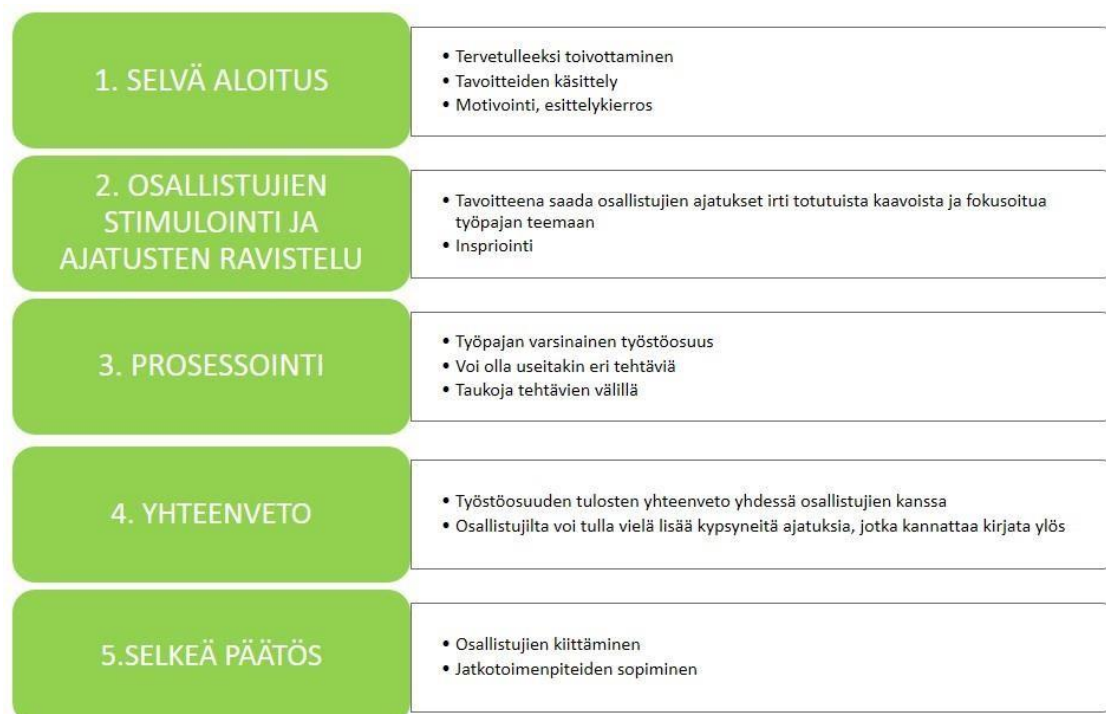 1. SELVÄ ALOITUS
• Tervetulleeksi toivottaminen
• Tavoitteiden käsittely
• Motivointi, esittelykierros
2. OSALLISTUJIEN
STIMULOINTI JA
AJATUSTEN RAVISTELU
• Tavoitteena saada osallistujien ajatukset irti totutuista kaavoista ja fokusoitua
työpajan teemaan
• Inspriointi
3. PROSESSOINTI
• Työpajan varsinainen työstöosuus
• Voi olla useitakin eri tehtäviä
• Taukoja tehtävien välillä
4. YHTEENVETO
• Työstöosuuden tulosten yhteenveto yhdessä osallistujien kanssa
• Osallistujilta voi tulla vielä lisää kypsyneitä ajatuksia, jotka kannattaa kirjata ylös
5.SELKEÄ PÄÄTÖS
• Osallistujien kiittäminen
• Jatkotoimenpiteiden sopiminen